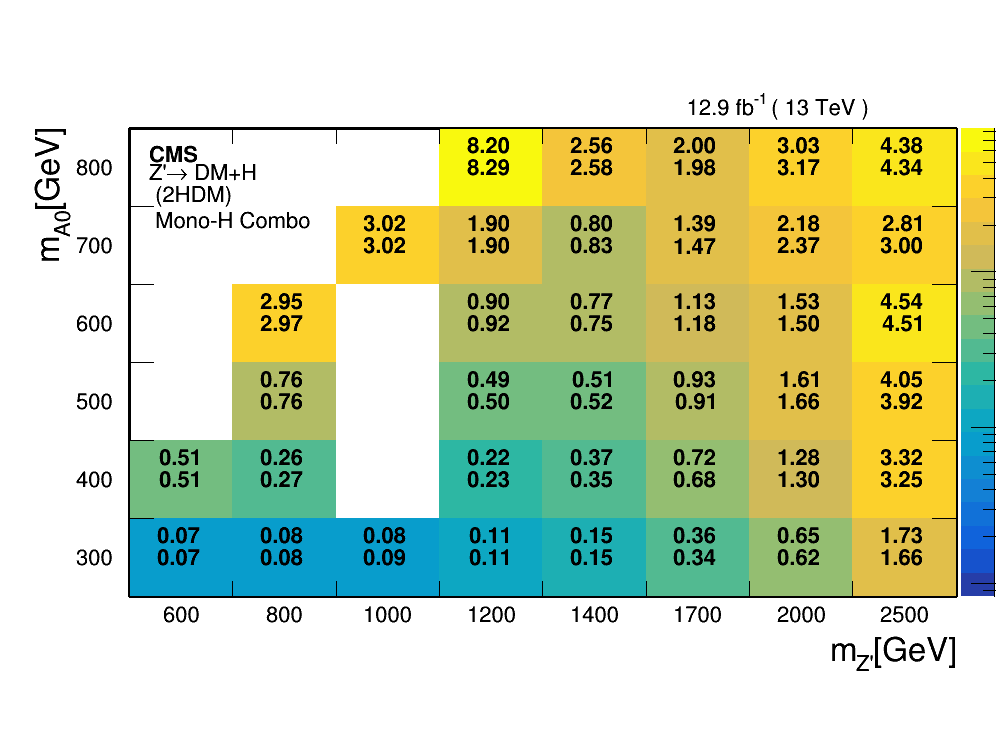 12.9 fb-1 ( 13 TeV )
CMS
Z'→ DM+H
(2HDM)
Mono-H Combo
mA0[GeV]
800
8.20 2.56 2.00 3.03 4.38
8.29 2.58 1.98 3.17 4.34
700
3.02 1.90 0.80 1.39 2.18 2.81
3.02 1.90 0.83 1.47 2.37 3.00
600
2.95 0.90 0.77 1.13 1.53 4.54
2.97 0.92 0.75 1.18 1.50 4.51
500
0.76 0.49 0.51 0.93 1.61 4.05
0.76 0.50 0.52 0.91 1.66 3.92
400
0.51 0.26 0.22 0.37 0.72 1.28 3.32
0.51 0.27 0.23 0.35 0.68 1.30 3.25
300
0.07 0.08 0.08 0.11 0.15 0.36 0.65 1.73
0.07 0.08 0.09 0.11 0.15 0.34 0.62 1.66
600 800 1000 1200 1400 1700 2000 2500
mZ'[GeV]